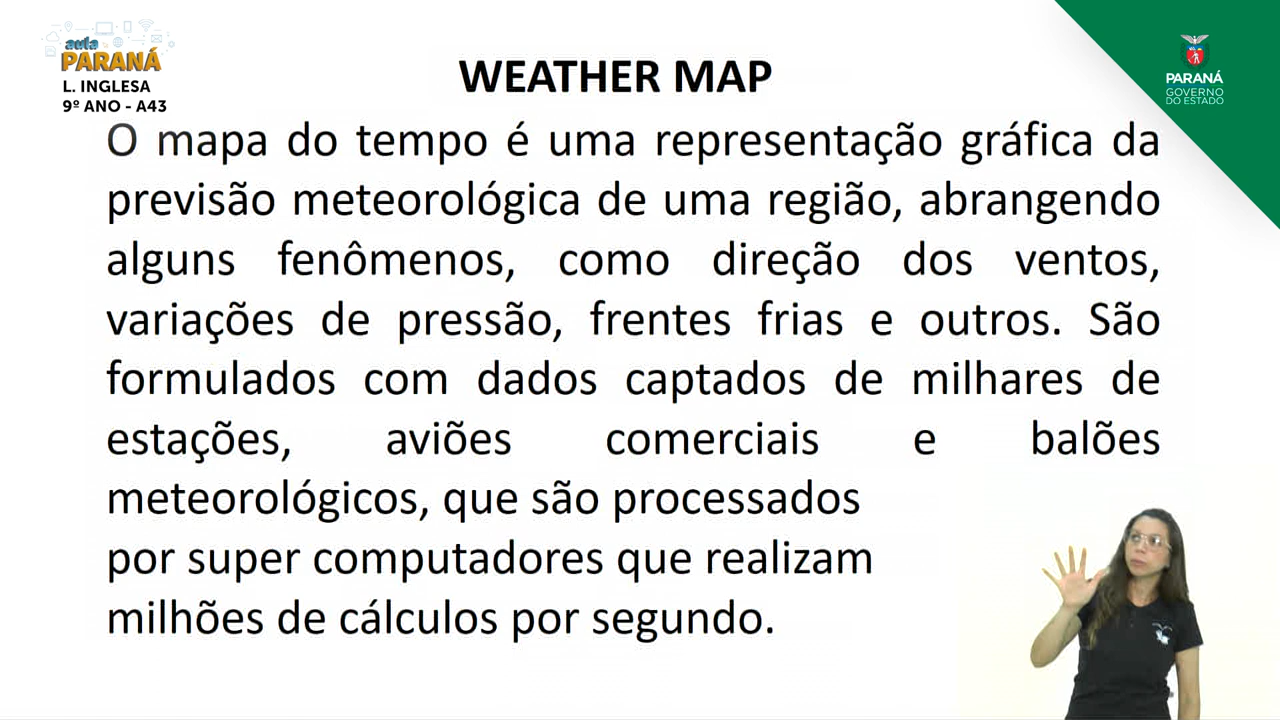 aula
PARANÁ
L. INGLESA
9º ANO - A43
PARANÁ
GOVERNO
DO ESTADO
WEATHER MAP
O mapa do tempo é uma representação gráfica da
previsão meteorológica de uma região, abrangendo
alguns fenômenos, como direção dos ventos,
variações de pressão, frentes frias e outros. São
formulados com dados captados de milhares de
estações, aviões comerciais e balões
meteorológicos, que são processados
por super computadores que realizam
milhões de cálculos por segundo.